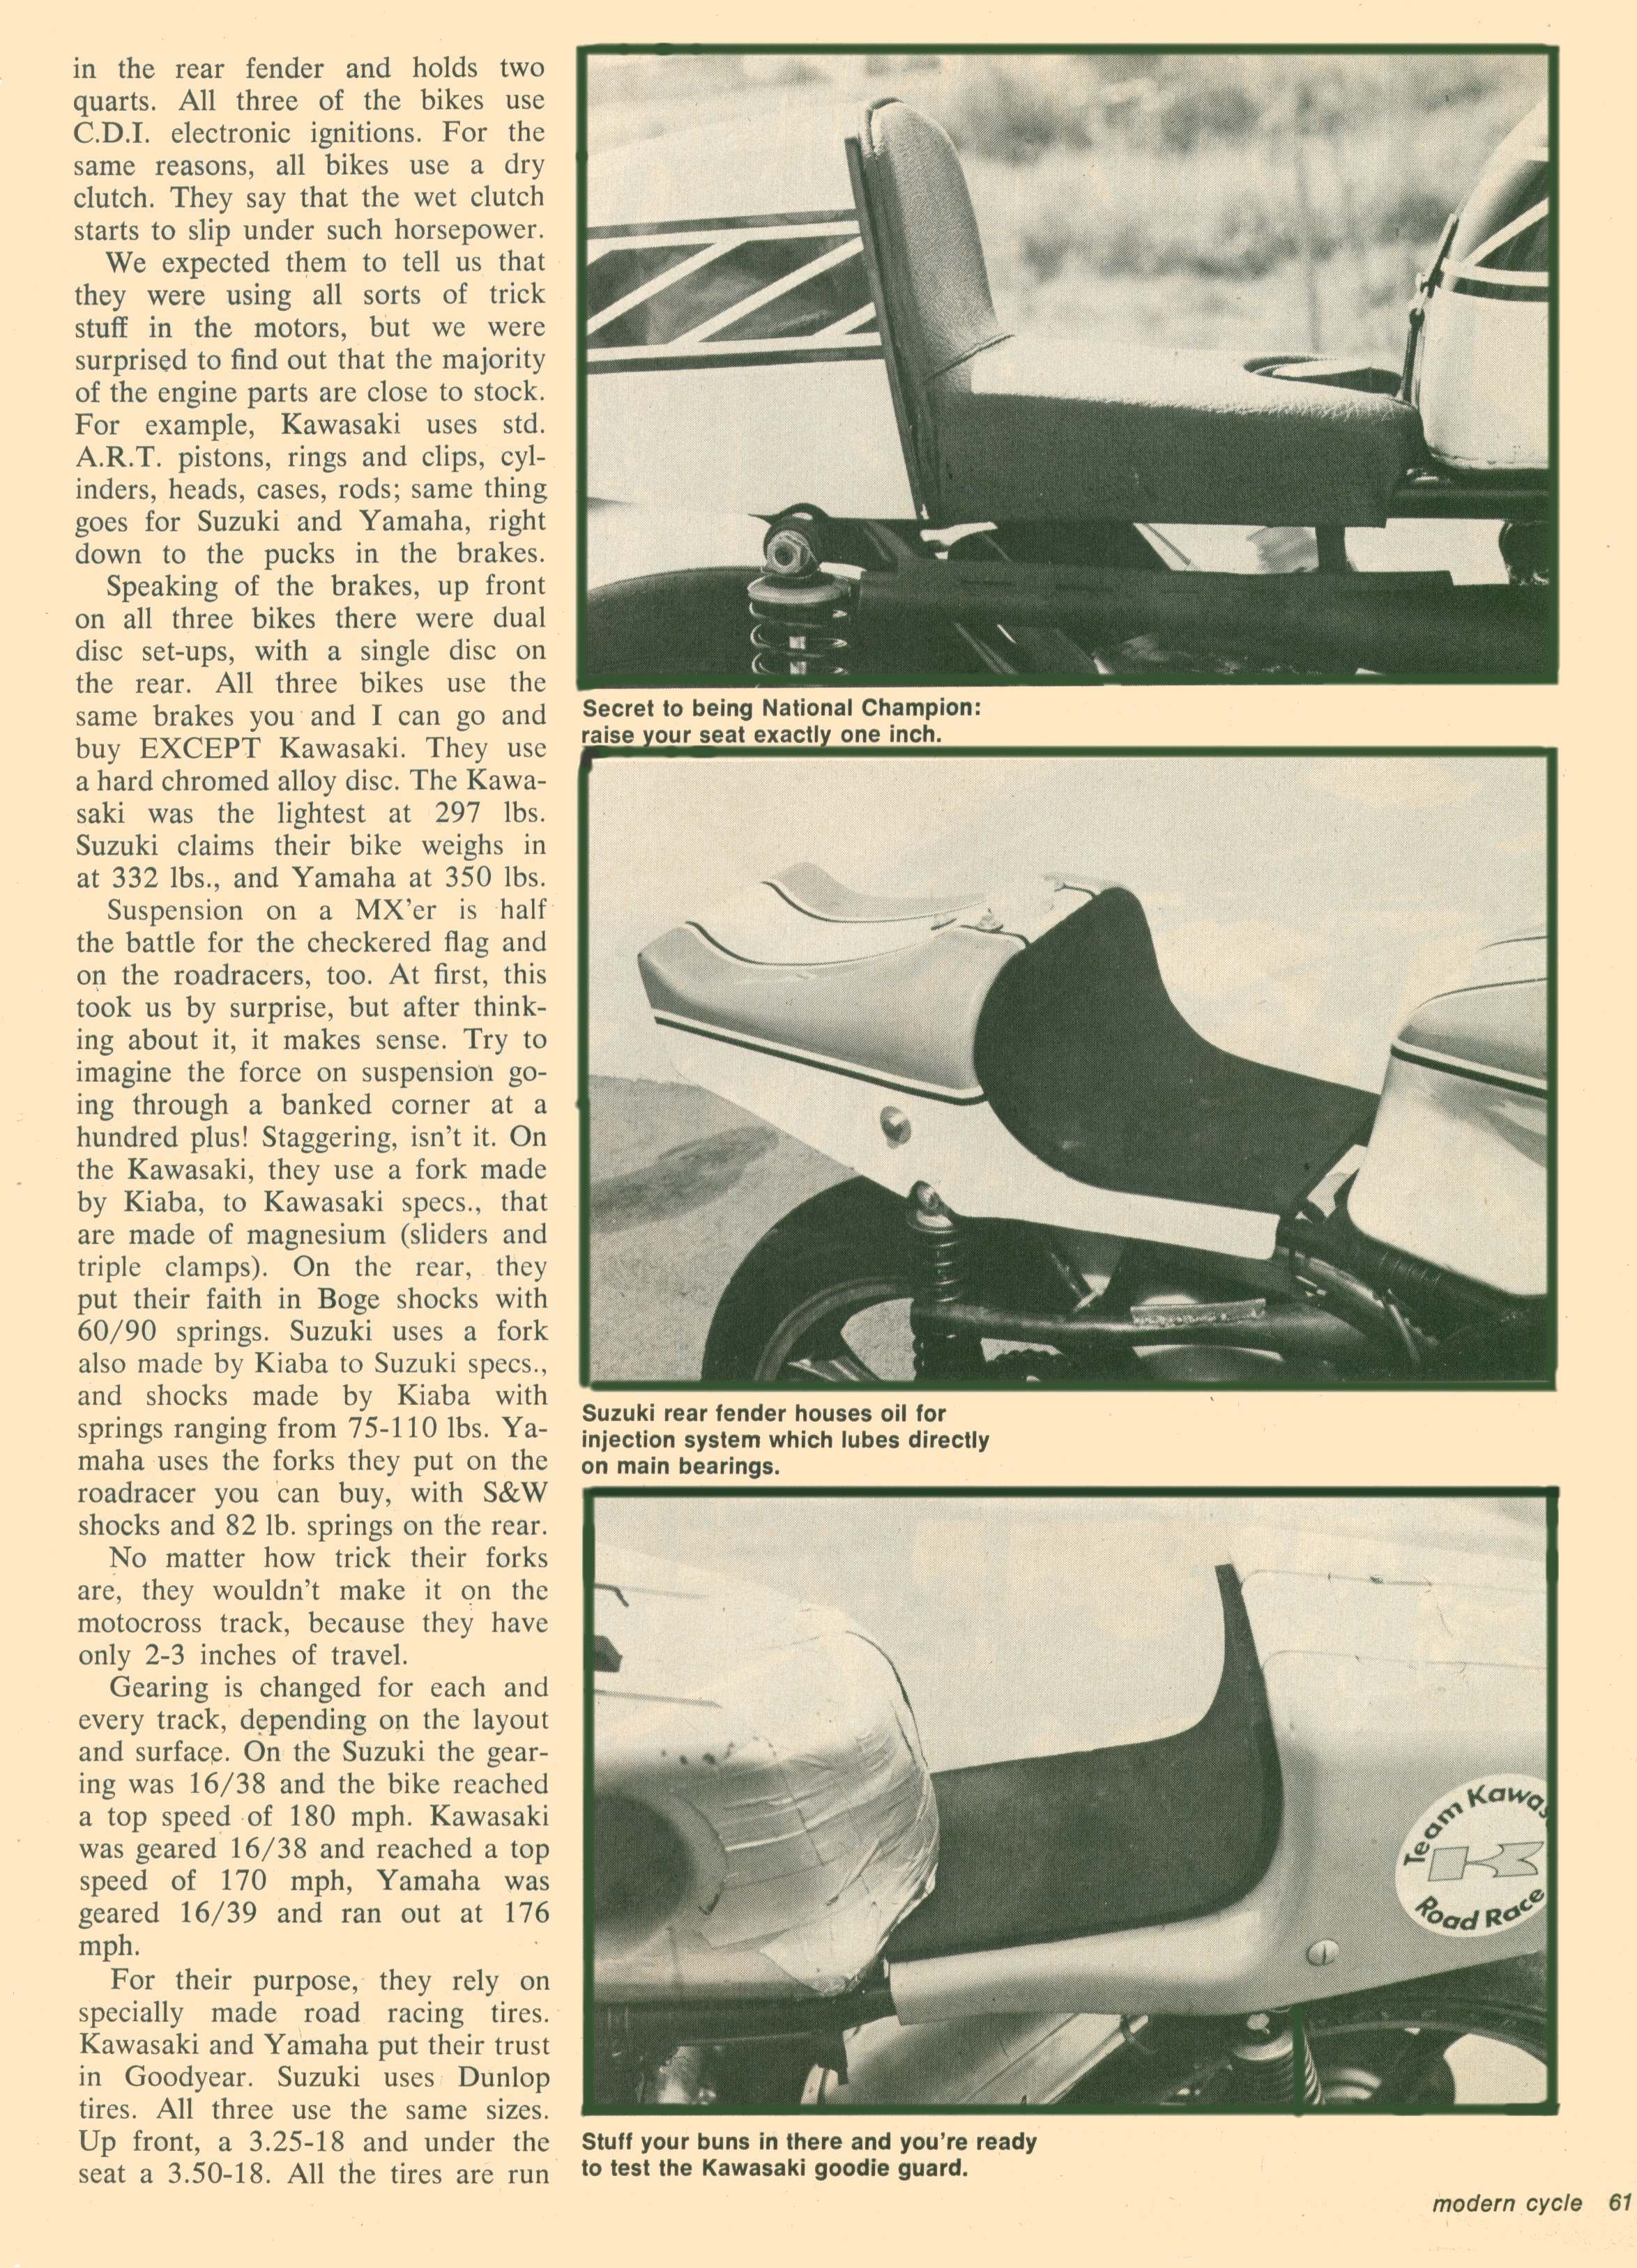 in the rear fender and holds two
quarts. All three of the bikes use
C.D.I. electronic ignitions. For the
same reasons, all bikes use a dry
clutch. They say that the wet clutch
starts to slip under such horsepower.
We expected them to tell us that
they were using all sorts of trick
stuff in the motors, but we were
surprised to find out that the majority
of the engine parts are close to stock.
For example, Kawasaki uses std.
A.R.T. pistons, rings and clips, cyl-
inders, heads, cases, rods; same thing
goes for Suzuki and Yamaha, right
down to the pucks in the brakes.
Speaking of the brakes, up front
on all three bikes there were dual
disc set-ups, with a single disc on
the rear. All three bikes use the
same brakes you and I can go and
buy EXCEPT Kawasaki. They use
a hard chromed alloy disc. The Kawa-
saki was the lightest at 297 lbs.
Suzuki claims their bike weighs in
at 332 lbs., and Yamaha at 350 lbs.
Suspension on a MX'er is half
the battle for the checkered flag and
on the roadracers, too. At first, this
took us by surprise, but after think-
ing about it, it makes sense. Try to
imagine the force on suspension go-
ing through a banked corner at a
hundred plus! Staggering, isn't it. On
the Kawasaki, they use a fork made
by Kiaba, to Kawasaki specs., that
are made of magnesium (sliders and
triple clamps). On the rear, they
put their faith in Boge shocks with
60/90 springs. Suzuki uses a fork
also made by Kiaba to Suzuki specs.,
and shocks made by Kiaba with
springs ranging from 75-110 lbs. Ya-
maha uses the forks they put on the
roadracer you can buy, with S&W
shocks and 82 lb. springs on the rear.
No matter how trick their forks
are, they wouldn't make it on the
motocross track, because they have
only 2-3 inches of travel.
Gearing is changed for each and
every track, depending on the layout
and surface. On the Suzuki the gear-
ing was 16/38 and the bike reached
a top speed of 180 mph. Kawasaki
was geared 16/38 and reached a top
speed of 170 mph, Yamaha was
geared 16/39 and ran out at 176
mph.
For their purpose, they rely on
specially made road racing tires.
Kawasaki and Yamaha put their trust
in Goodyear. Suzuki uses Dunlop
tires. All three use the same sizes.
Up front, a 3.25-18 and under the
seat a 3.50-18. All the tires are run
Secret to being National Champion:
raise your seat exactly one inch.
Suzuki rear fender houses oil for
injection system which lubes directly
on main bearings.
Team Kawas
Road Race
Stuff your buns in there and you're ready
to test the Kawasaki goodie guard.
modern cycle 61